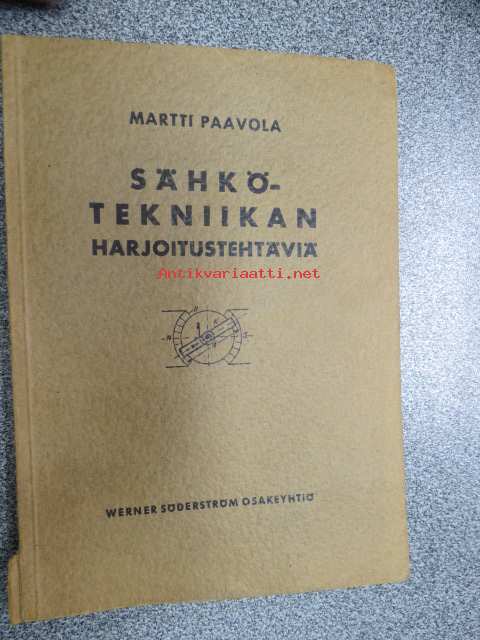 MARTTI PAAVOLA
SÄHKÖ-
TEKNIIKAN
HARJOITUSTEHTÄVIÄ
Antikvariaatti.net
WERNER SÖDERSTRÖM OSAKEYHTIÖ